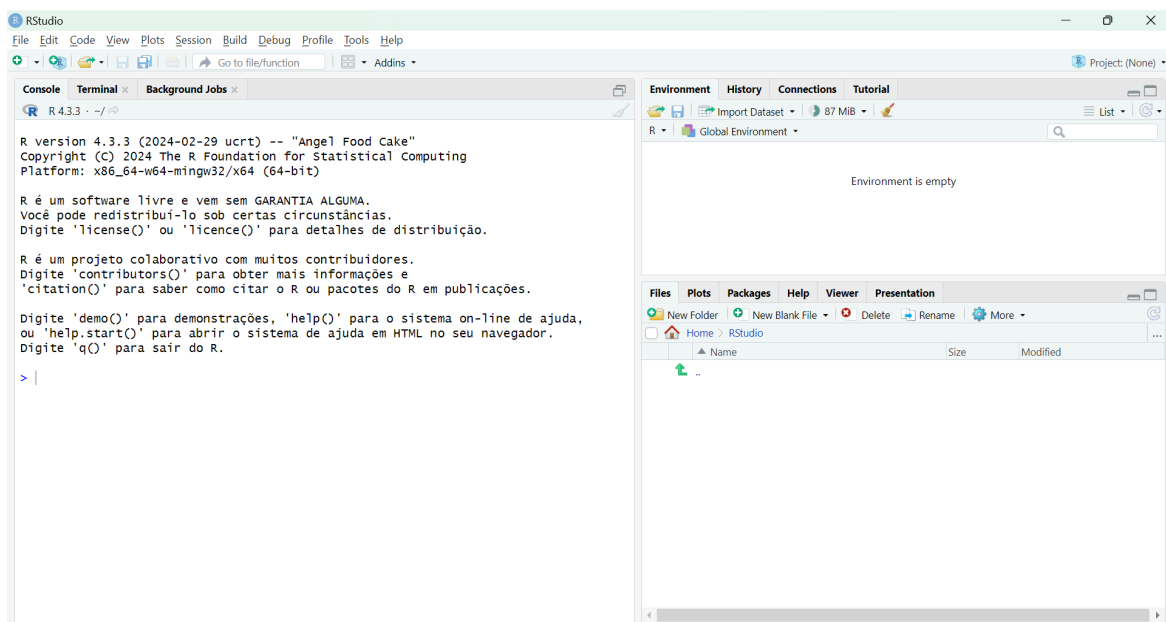 RStudio
File Edit Code View Plots Session Build Debug Profile Tools Help
Go to file/function Addins Project: (None)
Console Terminal Background Jobs
R 4.3.3 · ~/
R version 4.3.3 (2024-02-29 ucrt) -- "Angel Food Cake"
Copyright (C) 2024 The R Foundation for Statistical Computing
Platform: x86_64-w64-mingw32/x64 (64-bit)
R é um software livre e vem sem GARANTIA ALGUMA.
Você pode redistribuí-lo sob certas circunstâncias.
Digite 'license()' ou 'licence()' para detalhes de distribuição.
R é um projeto colaborativo com muitos contribuidores.
Digite 'contributors()' para obter mais informações e
'citation()' para saber como citar o R ou pacotes do R em publicações.
Digite 'demo()' para demonstrações, 'help()' para o sistema on-line de ajuda,
ou 'help.start()' para abrir o sistema de ajuda em HTML no seu navegador.
Digite 'q()' para sair do R.
>
Environment History Connections Tutorial
Import Dataset 87 MiB List
R Global Environment
Environment is empty
Files Plots Packages Help Viewer Presentation
New Folder New Blank File Delete Rename More
Home > RStudio ...
Name Size Modified
..